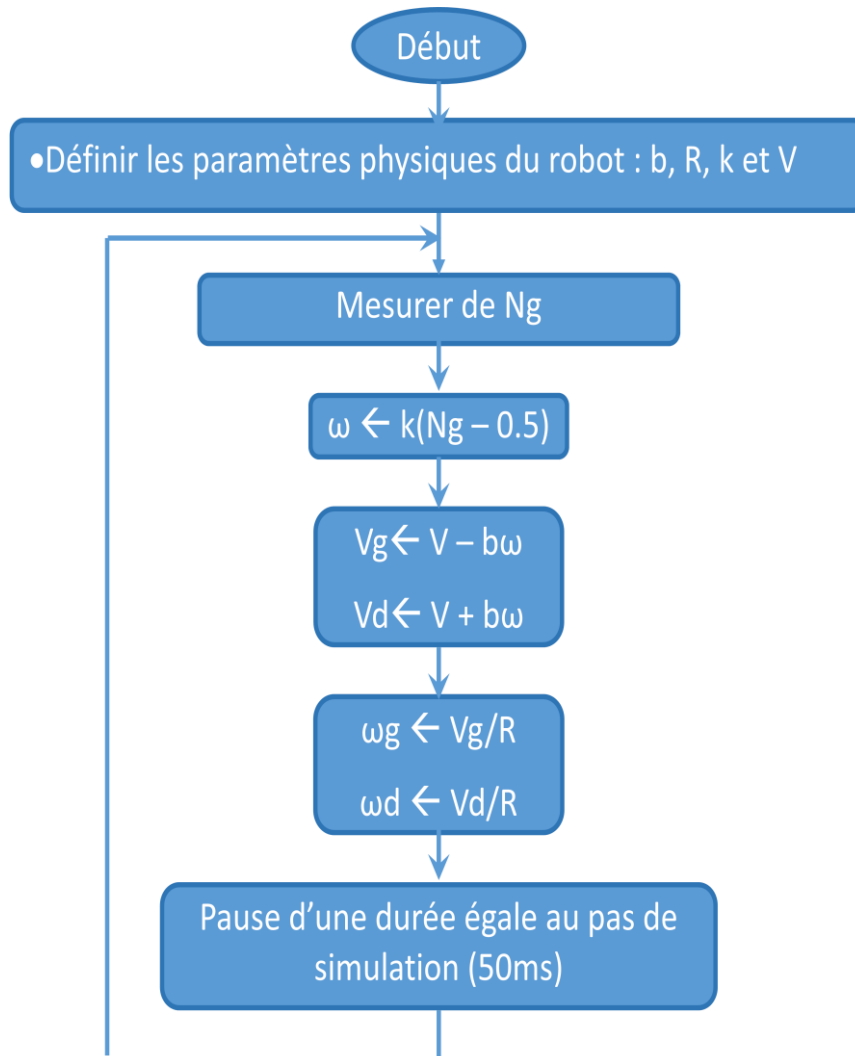 Début
•Définir les paramètres physiques du robot : b, R, k et V
Mesurer de Ng
ω ← k(Ng – 0.5)
Vg← V – bω
Vd← V + bω
ωg ← Vg/R
ωd ← Vd/R
Pause d’une durée égale au pas de
simulation (50ms)